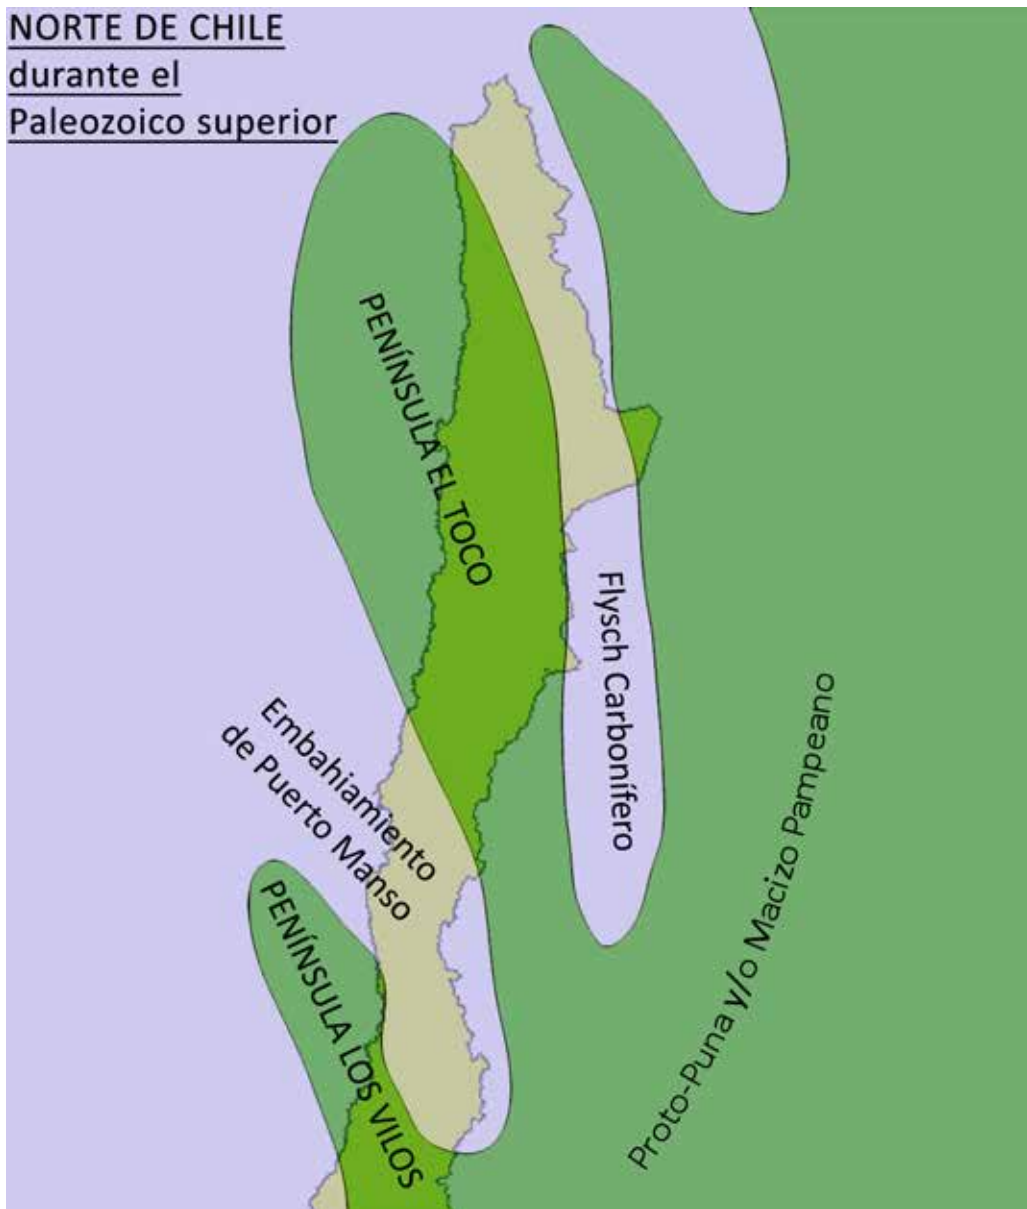 NORTE DE CHILE
durante el
Paleozoico superior
PENÍNSULA EL TOCO
Flysch Carbonífero
Embahiamiento
de Puerto Manso
PENÍNSULA LOS VILOS
Proto-Puna y/o Macizo Pampeano